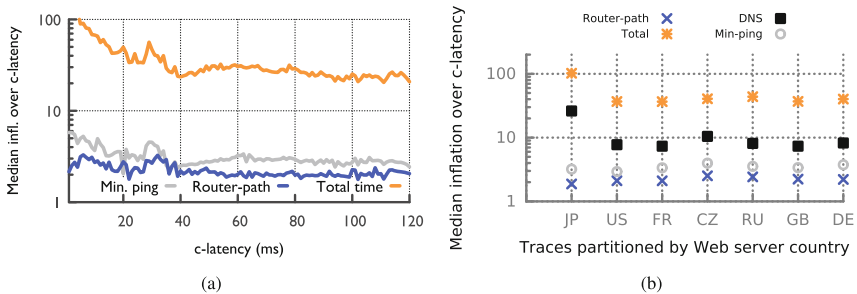 Median infl. over c-latency
100
10
1
Min. ping
Router-path
Total time
20
40
60
80
100
120
c-latency (ms)
(a)
Router-path
DNS
Total
Min-ping
Median inflation over c-latency
100
10
1
JP
US
FR
CZ
RU
GB
DE
Traces partitioned by Web server country
(b)